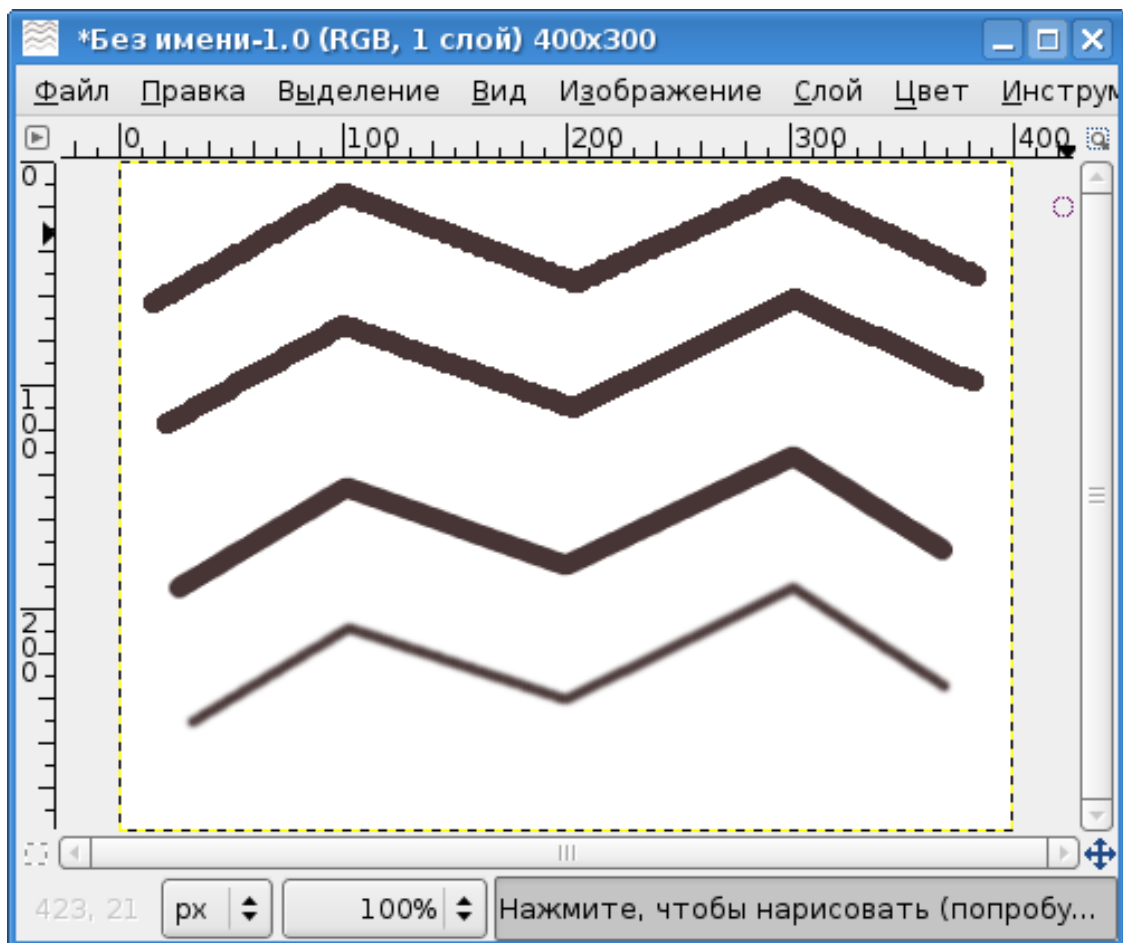 *Без имени-1.0 (RGB, 1 слой) 400x300
Файл Правка Выделение Вид Изображение Слой Цвет Инструм
0 100 200 300 400
0
100
200
423, 21 px 100% Нажмите, чтобы нарисовать (попробу...